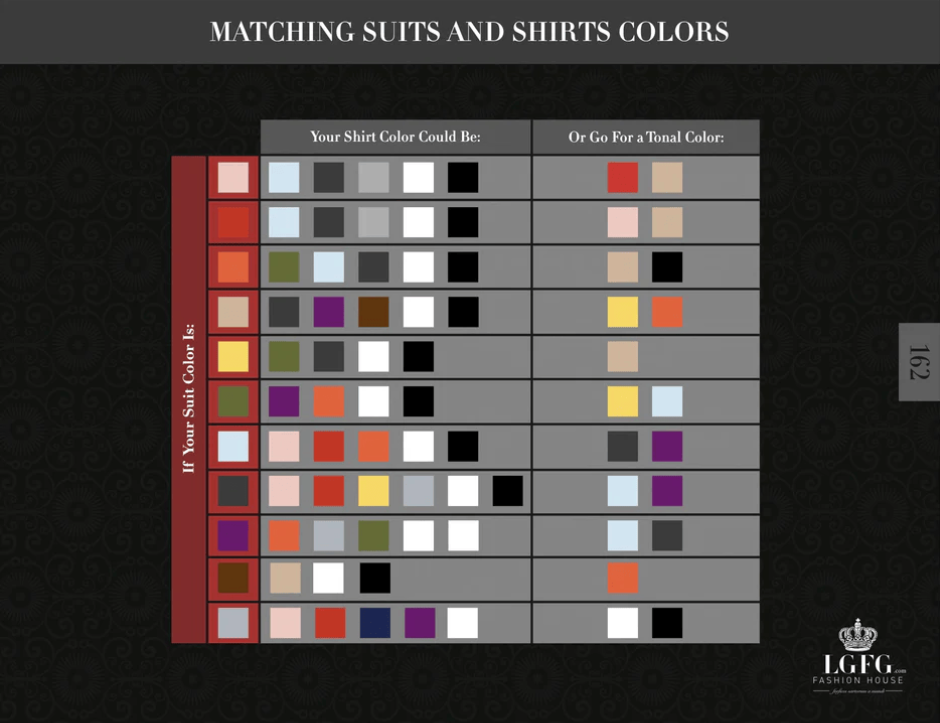 MATCHING SUITS AND SHIRTS COLORS
Your Shirt Color Could Be:
Or Go For a Tonal Color:
If Your Suit Color Is:
162
LGFG.com
FASHION HOUSE